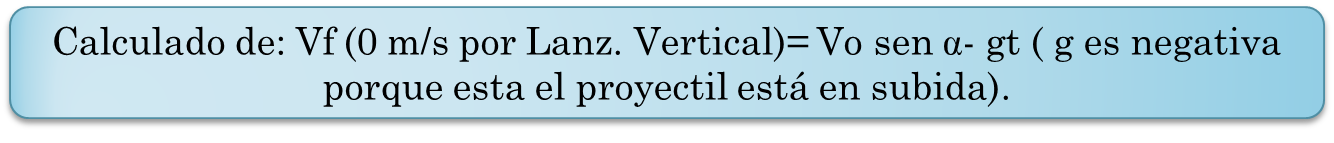 Calculado de: Vf (0 m/s por Lanz. Vertical)= Vo sen α- gt ( g es negativa
porque esta el proyectil está en subida).